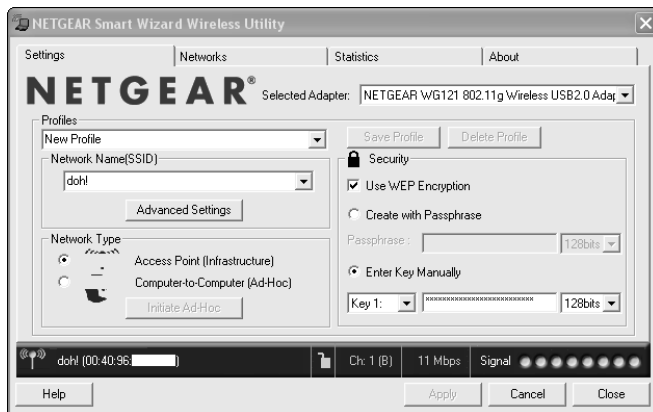 NETGEAR Smart Wizard Wireless Utility
Settings
Networks
Statistics
About
NETGEAR®
Selected Adapter:
NETGEAR WG121 802.11g Wireless USB2.0 Adap
Profiles
New Profile
Save Profile
Delete Profile
Network Name(SSID)
doh!
Advanced Settings
Security
Use WEP Encryption
Create with Passphrase
Passphrase :
128bits
Enter Key Manually
Key 1:
**************************
128bits
Network Type
Access Point (Infrastructure)
Computer-to-Computer (Ad-Hoc)
Initiate Ad-Hoc
doh! (00:40:96: )
Ch: 1 (B)
11 Mbps
Signal
Help
Apply
Cancel
Close